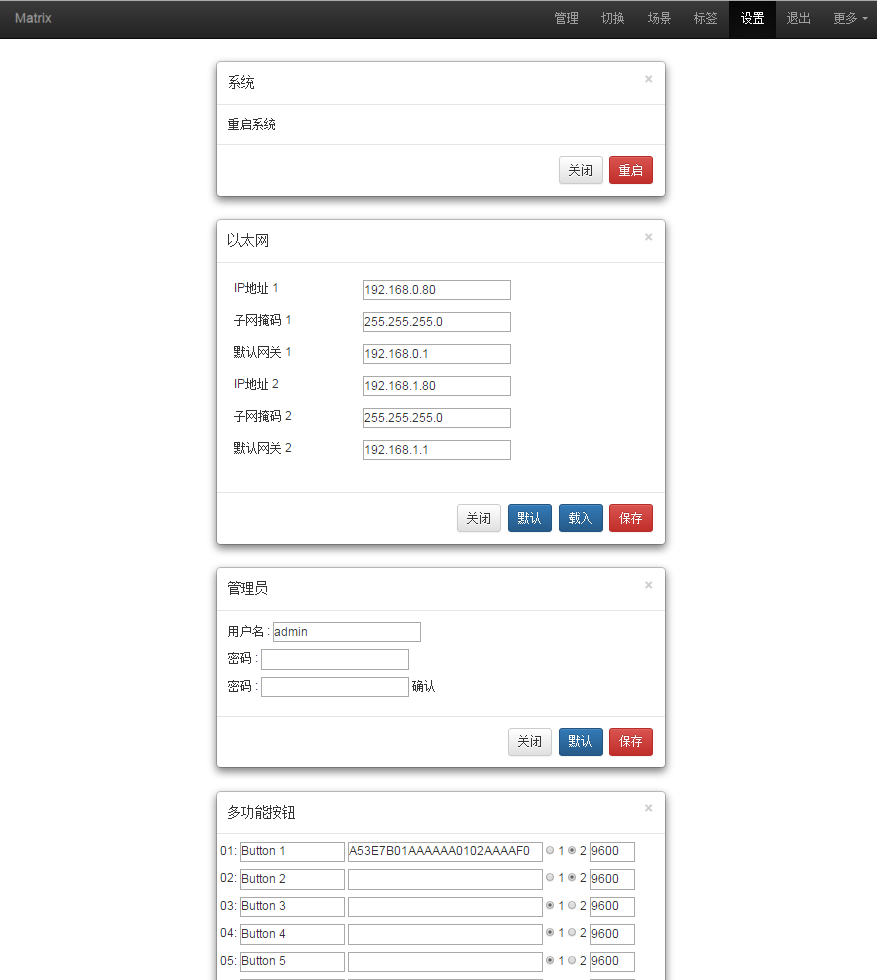 Matrix 管理 切换 场景 标签 设置 退出 更多
系统 ×
重启系统
关闭 重启
以太网 ×
IP地址 1 192.168.0.80
子网掩码 1 255.255.255.0
默认网关 1 192.168.0.1
IP地址 2 192.168.1.80
子网掩码 2 255.255.255.0
默认网关 2 192.168.1.1
关闭 默认 载入 保存
管理员 ×
用户名 : admin
密码 :
密码 : 确认
关闭 默认 保存
多功能按钮 ×
01: Button 1 A53E7B01AAAAAA0102AAAAF0 1 2 9600
02: Button 2 1 2 9600
03: Button 3 1 2 9600
04: Button 4 1 2 9600
05: Button 5 1 2 9600